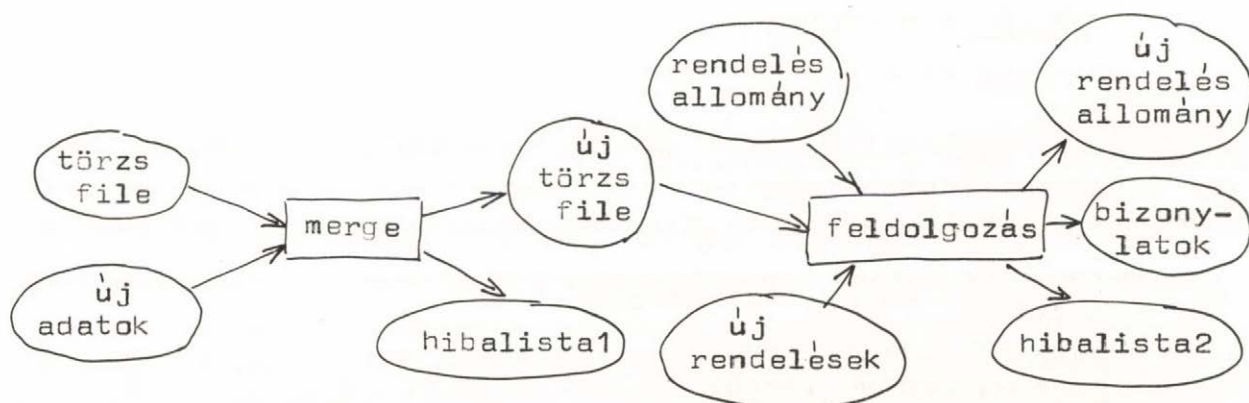 törzs
file
új
adatok
merge
új
törzs
file
hibalista1
rendelés
allomány
új
rendelések
feldolgozás
új
rendelés
allomány
bizony-
latok
hibalista2